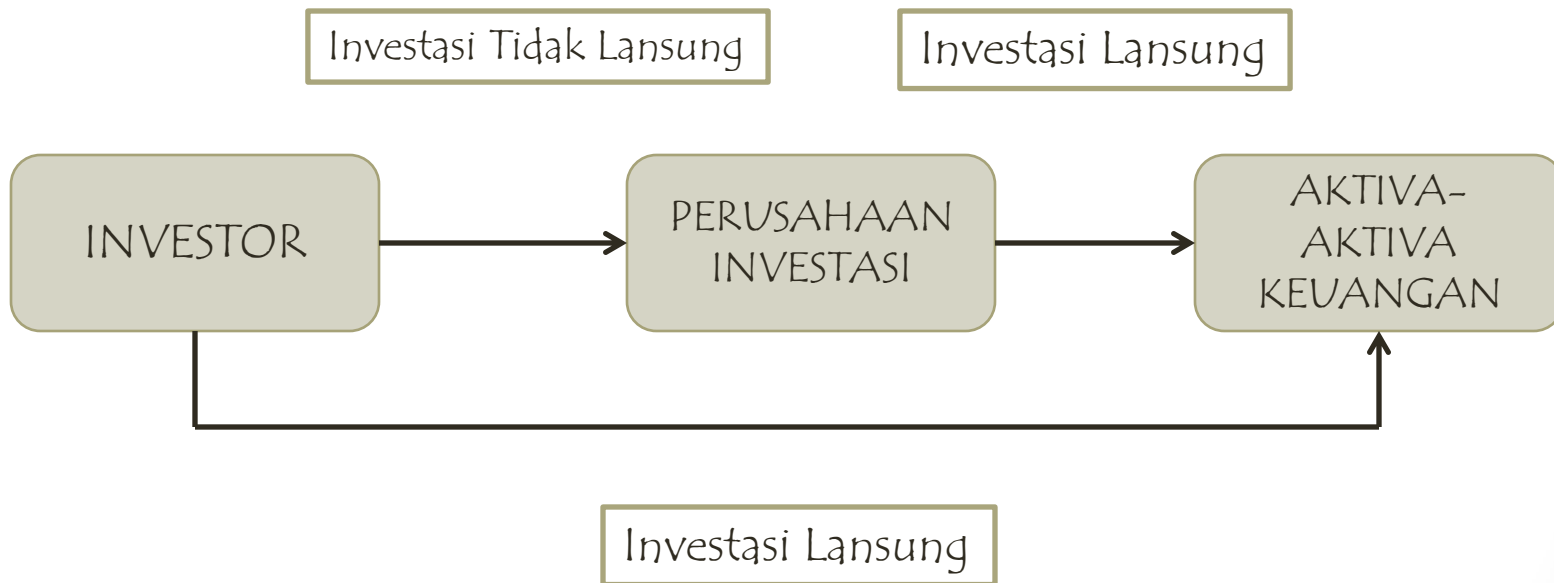 Investasi Tidak Lansung
Investasi Lansung
INVESTOR
PERUSAHAAN
INVESTASI
AKTIVA-
AKTIVA
KEUANGAN
Investasi Lansung